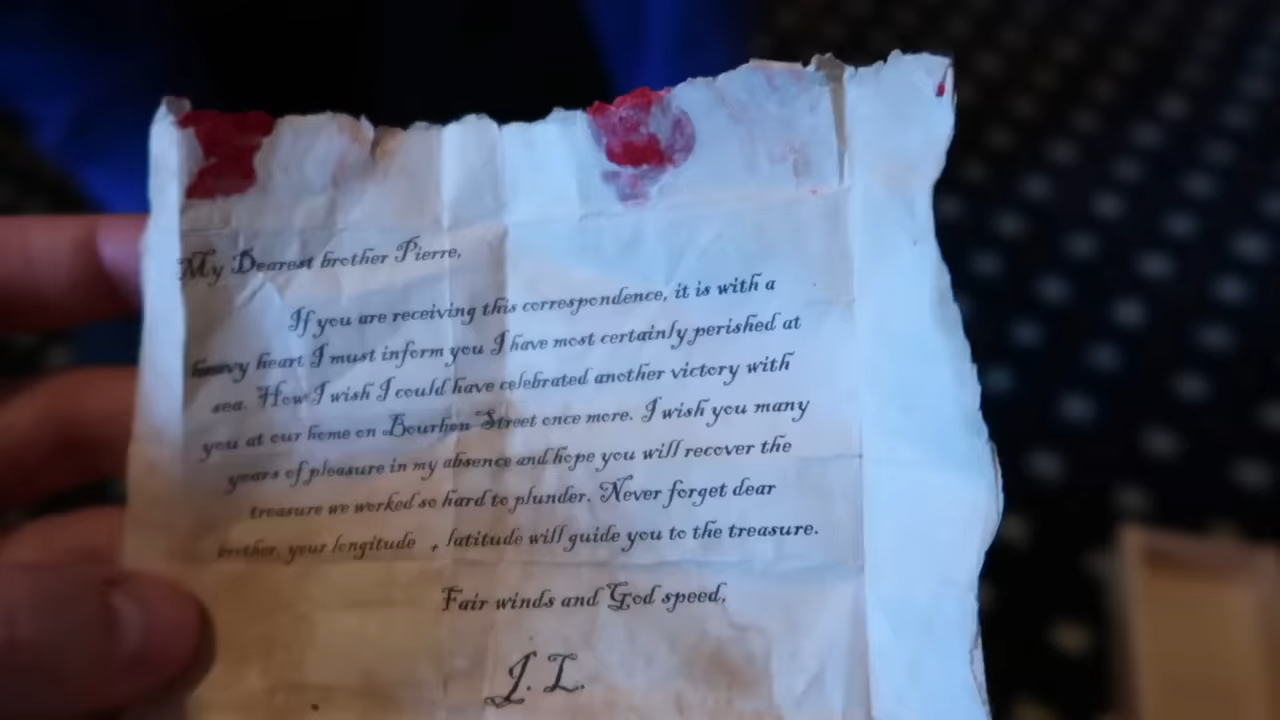 My Dearest brother Pierre,
If you are receiving this correspondence, it is with a
heavy heart I must inform you I have most certainly perished at
sea. How I wish I could have celebrated another victory with
you at our home on Bourbon Street once more. I wish you many
years of pleasure in my absence and hope you will recover the
treasure we worked so hard to plunder. Never forget dear
brother, your longitude + latitude will guide you to the treasure.
Fair winds and God speed,
J. L.